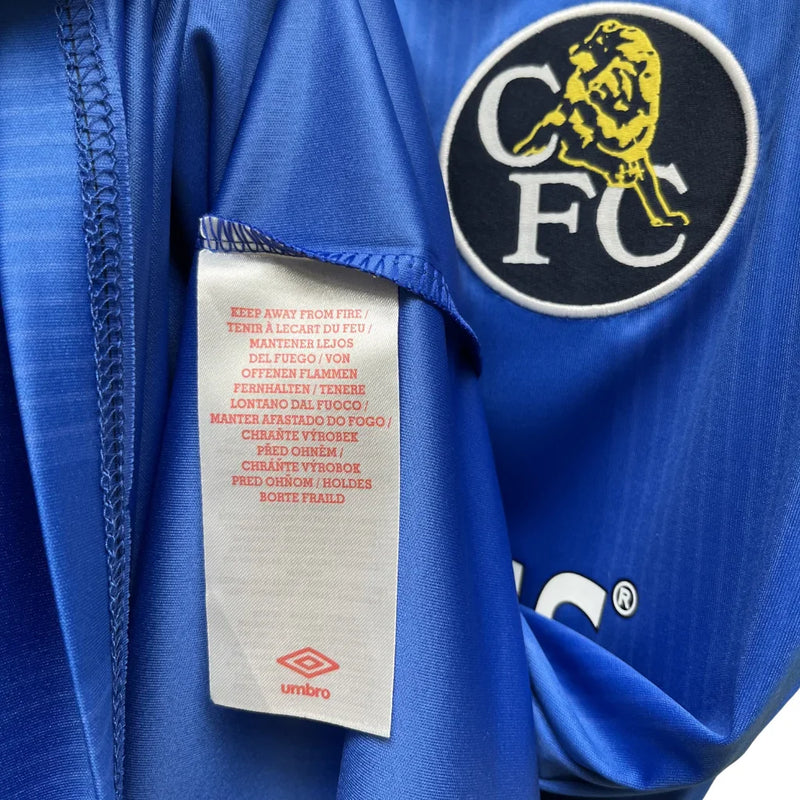 CFC
KEEP AWAY FROM FIRE /
TENIR À LECART DU FEU /
MANTENER LEJOS
DEL FUEGO / VON
OFFENEN FLAMMEN
FERNHALTEN / TENERE
LONTANO DAL FUOCO /
MANTER AFASTADO DO FOGO /
CHRAŇTE VÝROBEK
PŘED OHNĚM /
CHRÁŇTE VÝROBOK
PRED OHŇOM / HOLDES
BORTE FRAILD
umbro
®